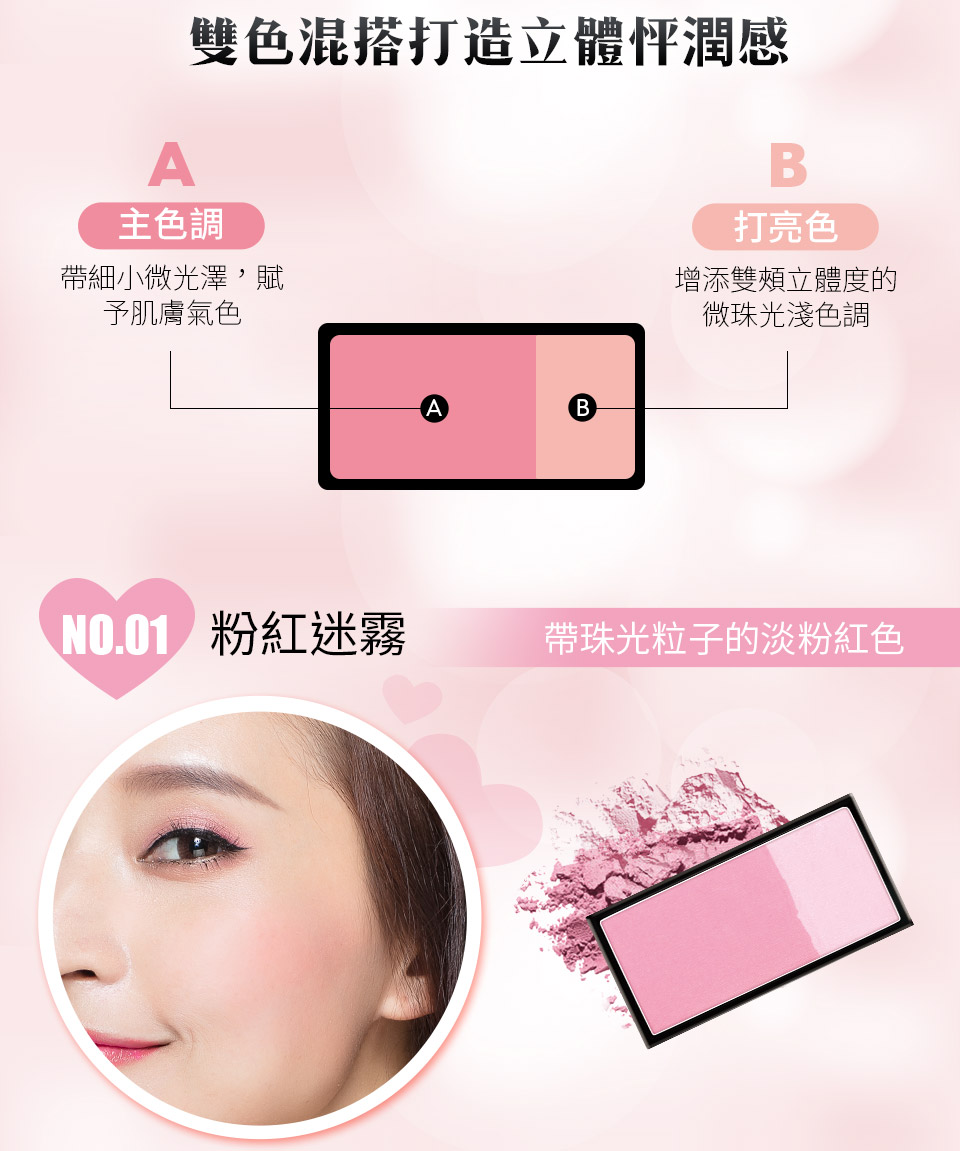 雙色混搭打造立體怦潤感
A
主色調
帶細小微光澤，賦
予肌膚氣色
B
打亮色
增添雙頰立體度的
微珠光淺色調
A
B
NO.01
粉紅迷霧
帶珠光粒子的淡粉紅色